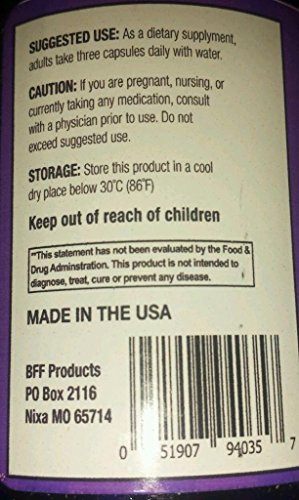 SUGGESTED USE: As a dietary supplyment,
adults take three capsules daily with water.
CAUTION: If you are pregnant, nursing, or
currently taking any medication, consult
with a physician prior to use. Do not
exceed suggested use.
STORAGE: Store this product in a cool
dry place below 30°C (86°F)
Keep out of reach of children
**This statement has not been evaluated by the Food &
Drug Adminstration. This product is not intended to
diagnose, treat, cure or prevent any disease.
MADE IN THE USA
BFF Products
PO Box 2116
Nixa MO 65714
0 51907 94035 7